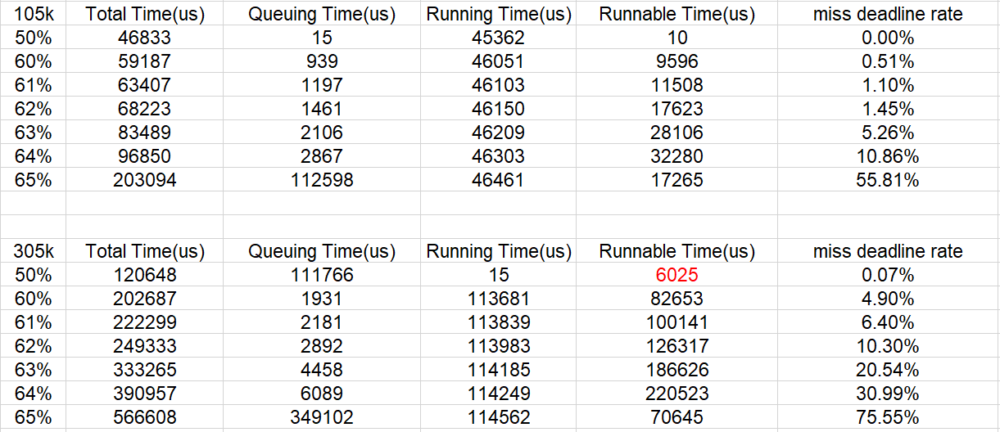 105k Total Time(us) Queuing Time(us) Running Time(us) Runnable Time(us) miss deadline rate
50% 46833 15 45362 10 0.00%
60% 59187 939 46051 9596 0.51%
61% 63407 1197 46103 11508 1.10%
62% 68223 1461 46150 17623 1.45%
63% 83489 2106 46209 28106 5.26%
64% 96850 2867 46303 32280 10.86%
65% 203094 112598 46461 17265 55.81%
305k Total Time(us) Queuing Time(us) Running Time(us) Runnable Time(us) miss deadline rate
50% 120648 111766 15 6025 0.07%
60% 202687 1931 113681 82653 4.90%
61% 222299 2181 113839 100141 6.40%
62% 249333 2892 113983 126317 10.30%
63% 333265 4458 114185 186626 20.54%
64% 390957 6089 114249 220523 30.99%
65% 566608 349102 114562 70645 75.55%